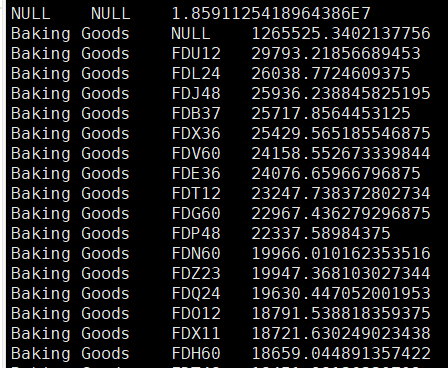 NULL NULL 1.8591125418964386E7
Baking Goods NULL 1265525.3402137756
Baking Goods FDU12 29793.21856689453
Baking Goods FDL24 26038.7724609375
Baking Goods FDJ48 25936.238845825195
Baking Goods FDB37 25717.8564453125
Baking Goods FDX36 25429.565185546875
Baking Goods FDV60 24158.552673339844
Baking Goods FDE36 24076.65966796875
Baking Goods FDT12 23247.738372802734
Baking Goods FDG60 22967.436279296875
Baking Goods FDP48 22337.58984375
Baking Goods FDN60 19966.010162353516
Baking Goods FDZ23 19947.368103027344
Baking Goods FDQ24 19630.447052001953
Baking Goods FDO12 18791.538818359375
Baking Goods FDX11 18721.630249023438
Baking Goods FDH60 18659.044891357422